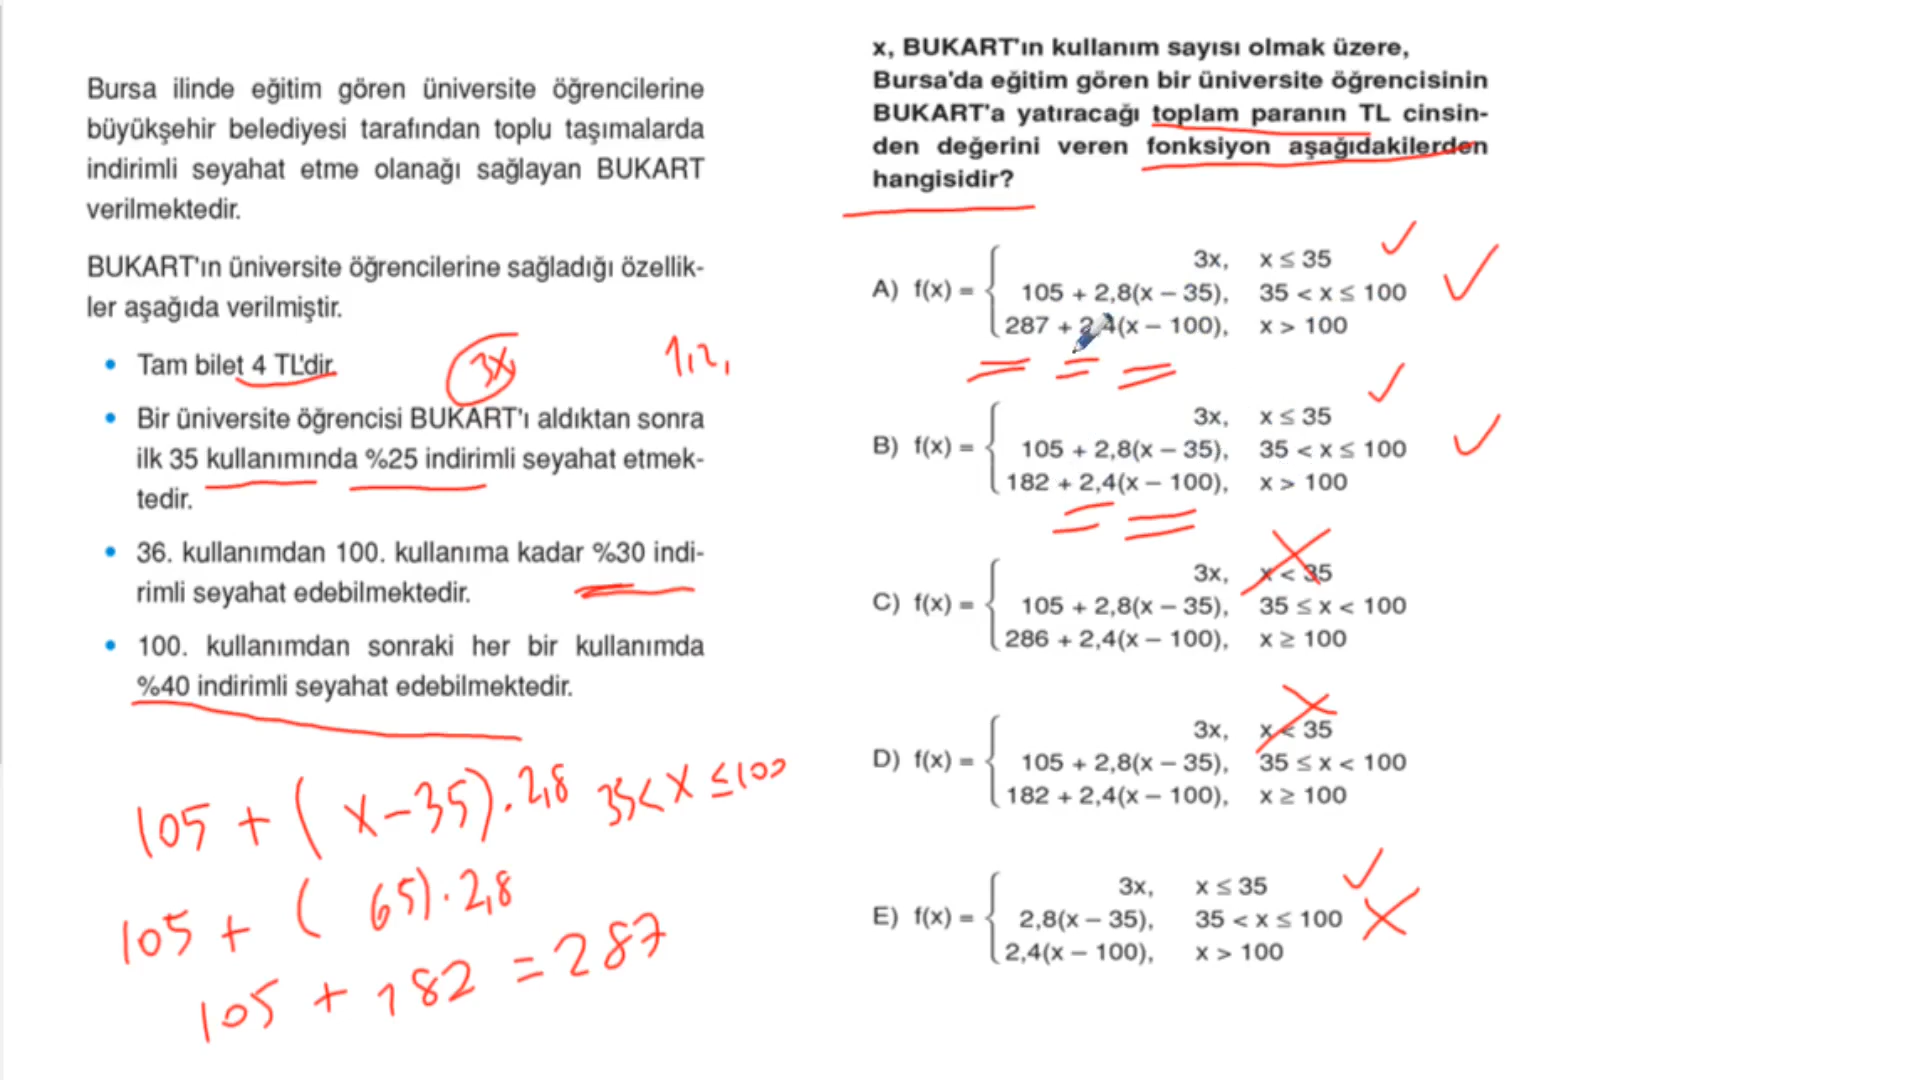 Bursa ilinde eğitim gören üniversite öğrencilerine
büyükşehir belediyesi tarafından toplu taşımalarda
indirimli seyahat etme olanağı sağlayan BUKART
verilmektedir.
BUKART'ın üniversite öğrencilerine sağladığı özellik-
ler aşağıda verilmiştir.
• Tam bilet 4 TL'dir.
3x
1,2,
• Bir üniversite öğrencisi BUKART'ı aldıktan sonra
ilk 35 kullanımında %25 indirimli seyahat etmek-
tedir.
• 36. kullanımdan 100. kullanıma kadar %30 indi-
rimli seyahat edebilmektedir.
• 100. kullanımdan sonraki her bir kullanımda
%40 indirimli seyahat edebilmektedir.
105 + (x-35).2,8 35<x≤100
105 + ( 65).2,8
105 + 182 = 287
x, BUKART'ın kullanım sayısı olmak üzere,
Bursa'da eğitim gören bir üniversite öğrencisinin
BUKART'a yatıracağı toplam paranın TL cinsin-
den değerini veren fonksiyon aşağıdakilerden
hangisidir?
3x, x ≤ 35
A) f(x) = 105 + 2,8(x – 35), 35 < x ≤ 100
287 + 2,4(x – 100), x > 100
3x, x ≤ 35
B) f(x) = 105 + 2,8(x – 35), 35 < x ≤ 100
182 + 2,4(x – 100), x > 100
3x, x < 35
C) f(x) = 105 + 2,8(x – 35), 35 ≤ x < 100
286 + 2,4(x – 100), x ≥ 100
3x, x < 35
D) f(x) = 105 + 2,8(x – 35), 35 ≤ x < 100
182 + 2,4(x – 100), x ≥ 100
3x, x ≤ 35
E) f(x) = 2,8(x – 35), 35 < x ≤ 100
2,4(x – 100), x > 100